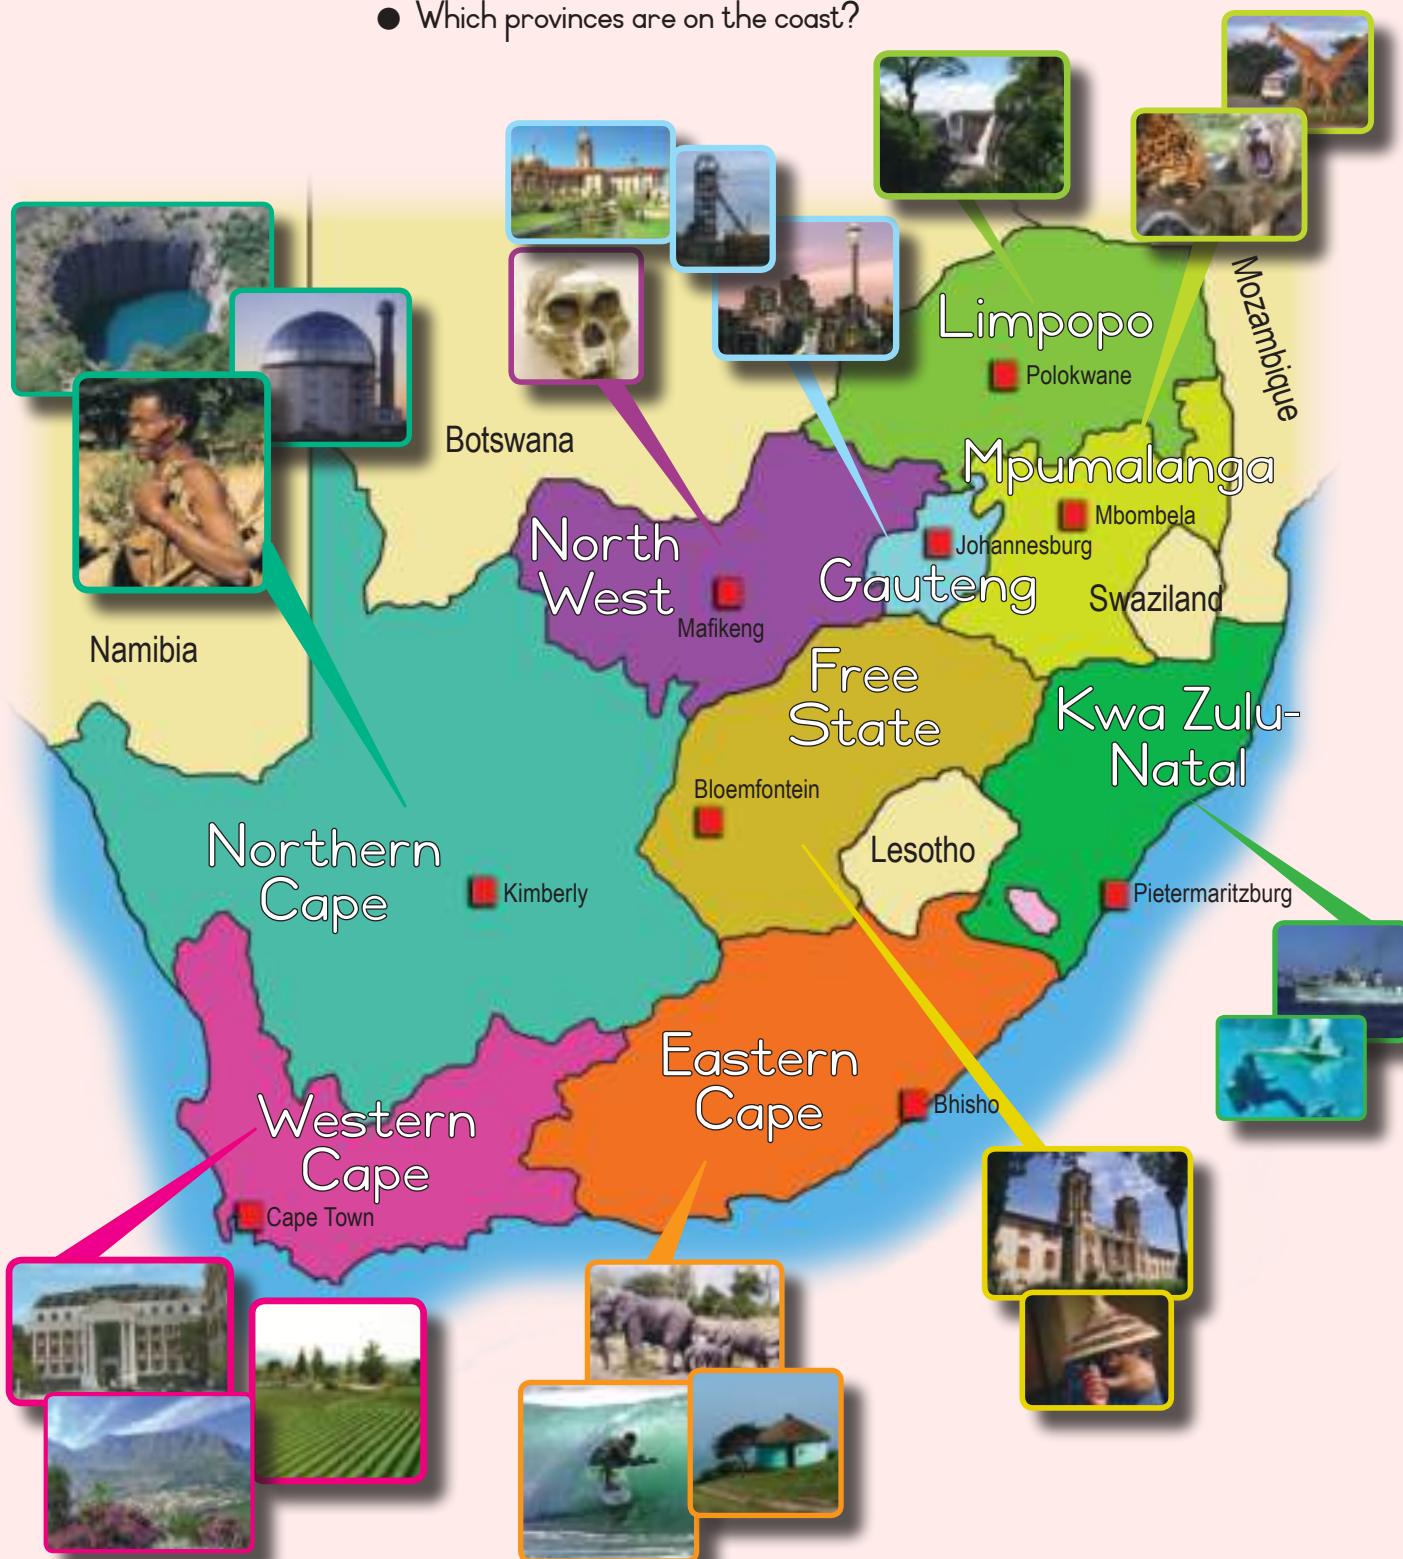 ● Which provinces are on the coast?
Limpopo
Polokwane
Mozambique
Botswana
Mpumalanga
Mbombela
North
West
Mafikeng
Johannesburg
Gauteng
Swaziland
Namibia
Free
State
Kwa Zulu-
Natal
Bloemfontein
Lesotho
Northern
Cape
Kimberly
Pietermaritzburg
Eastern
Cape
Bhisho
Western
Cape
Cape Town